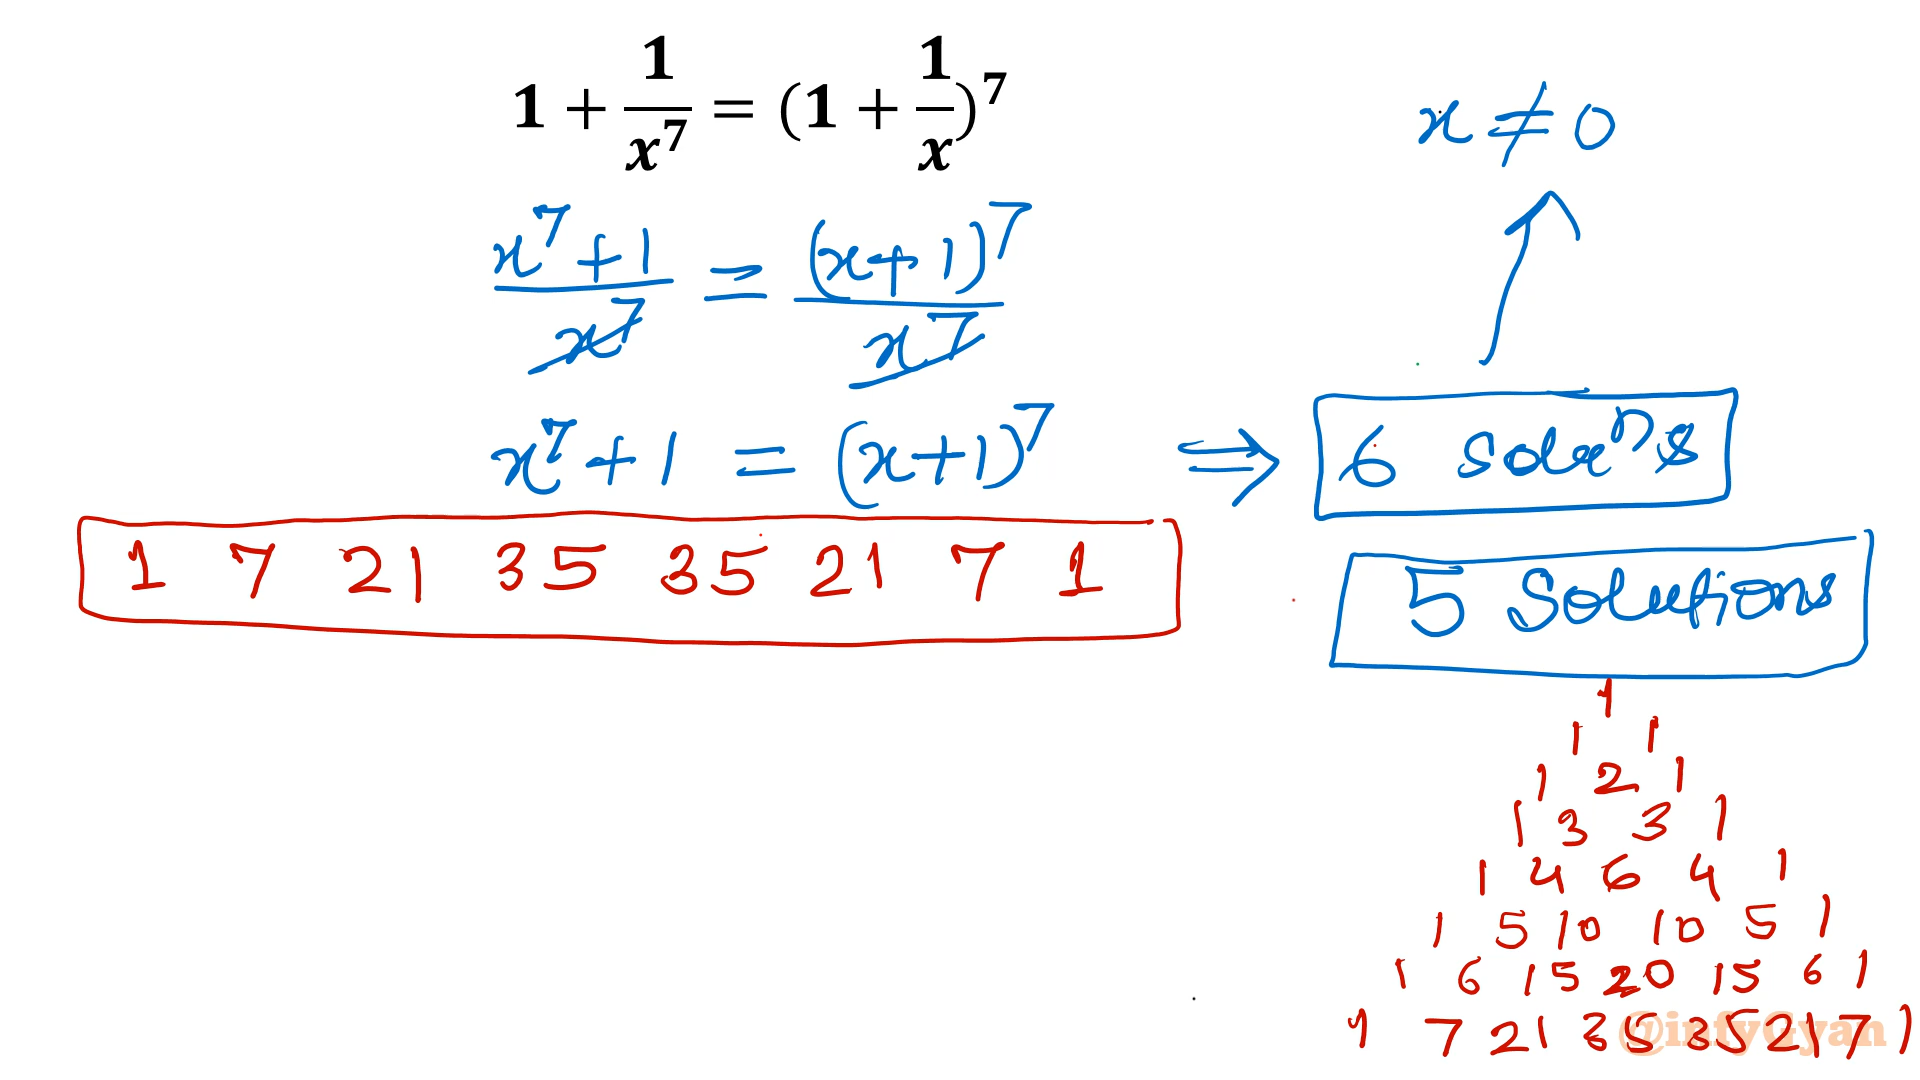 1 + 1/x⁷ = (1 + 1/x)⁷
x ≠ 0
(x⁷+1)/x⁷ = (x+1)⁷/x⁷
x⁷+1 = (x+1)⁷ ⇒ 6 soluⁿs
1 7 21 35 35 21 7 1
5 Solutions
1
1 1
1 2 1
1 3 3 1
1 4 6 4 1
1 5 10 10 5 1
1 6 15 20 15 6 1
1 7 21 35 35 21 7 1
@infyGyan